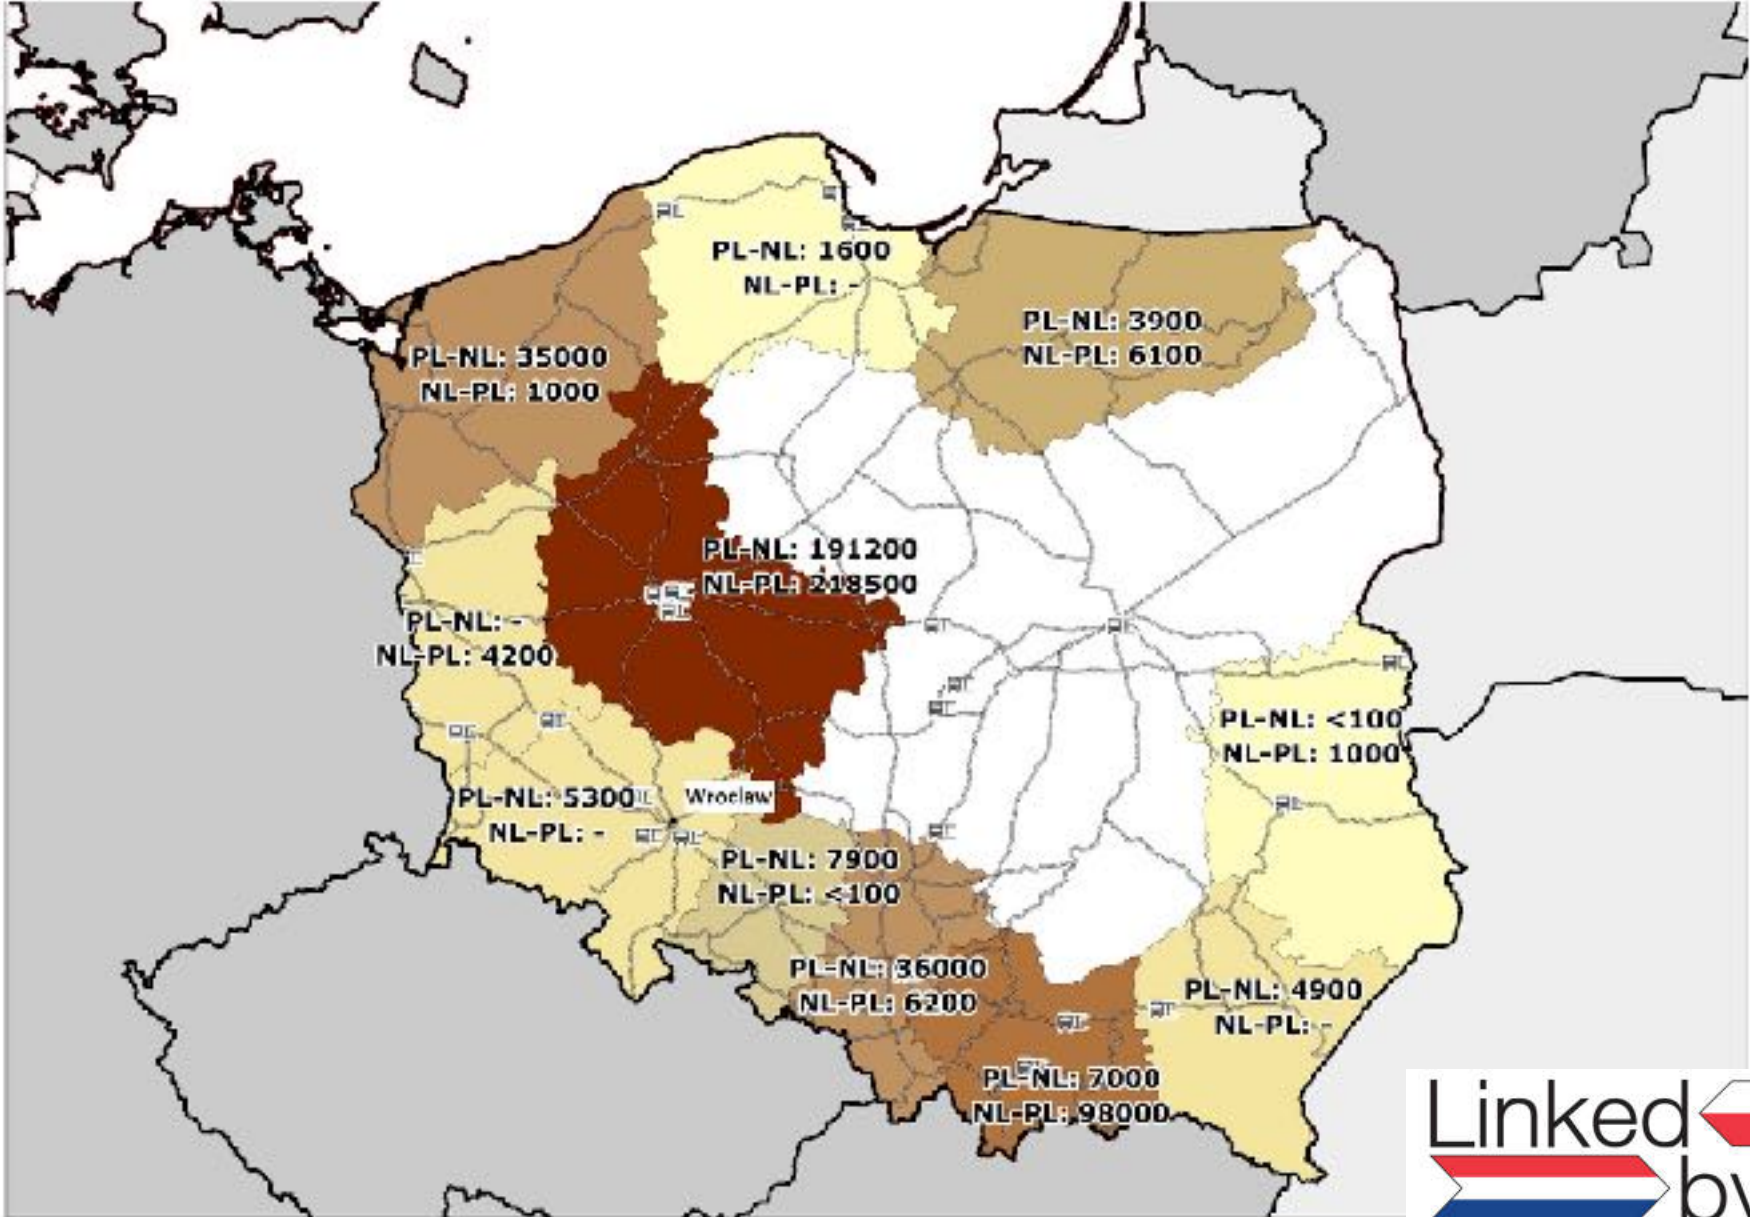 PL-NL: 1600
NL-PL: -
PL-NL: 3900
NL-PL: 6100
PL-NL: 35000
NL-PL: 1000
PL-NL: 191200
NL-PL: 218500
PL-NL: -
NL-PL: 4200
PL-NL: <100
NL-PL: 1000
PL-NL: 5300
NL-PL: -
Wroclaw
PL-NL: 7900
NL-PL: <100
PL-NL: 36000
NL-PL: 6200
PL-NL: 4900
NL-PL: -
PL-NL: 7000
NL-PL: 98000
Linked
by